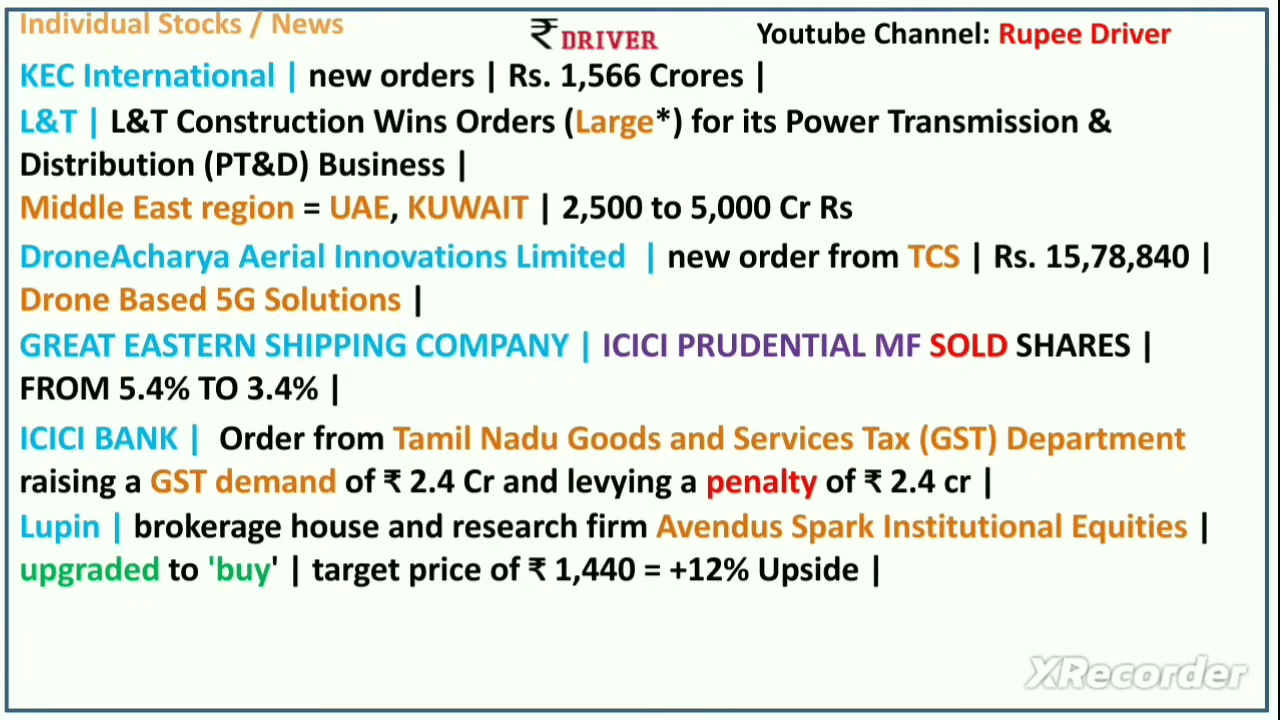 Individual Stocks / News
₹ DRIVER
Youtube Channel: Rupee Driver
KEC International | new orders | Rs. 1,566 Crores |
L&T | L&T Construction Wins Orders (Large*) for its Power Transmission &
Distribution (PT&D) Business |
Middle East region = UAE, KUWAIT | 2,500 to 5,000 Cr Rs
DroneAcharya Aerial Innovations Limited | new order from TCS | Rs. 15,78,840 |
Drone Based 5G Solutions |
GREAT EASTERN SHIPPING COMPANY | ICICI PRUDENTIAL MF SOLD SHARES |
FROM 5.4% TO 3.4% |
ICICI BANK | Order from Tamil Nadu Goods and Services Tax (GST) Department
raising a GST demand of ₹ 2.4 Cr and levying a penalty of ₹ 2.4 cr |
Lupin | brokerage house and research firm Avendus Spark Institutional Equities |
upgraded to 'buy' | target price of ₹ 1,440 = +12% Upside |
XRecorder